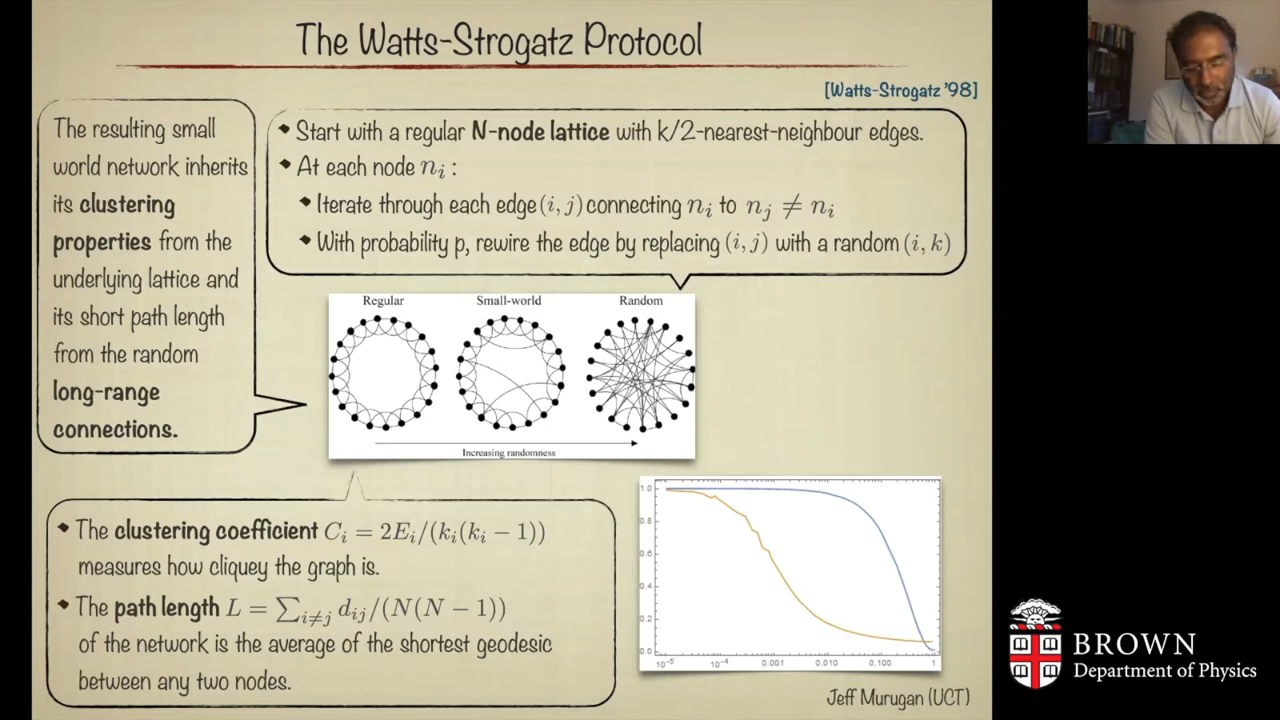 The Watts-Strogatz Protocol
[Watts-Strogatz '98]
The resulting small
world network inherits
its clustering
properties from the
underlying lattice and
its short path length
from the random
long-range
connections.
• Start with a regular N-node lattice with k/2-nearest-neighbour edges.
• At each node n_i :
• Iterate through each edge (i, j) connecting n_i to n_j ≠ n_i
• With probability p, rewire the edge by replacing (i, j) with a random (i, k)
Regular Small-world Random
Increasing randomness
• The clustering coefficient C_i = 2E_i/(k_i(k_i − 1))
measures how cliquey the graph is.
• The path length L = ∑_{i≠j} d_{ij}/(N(N − 1))
of the network is the average of the shortest geodesic
between any two nodes.
1.0
0.8
0.6
0.4
0.2
0.0
10^-5 10^-4 0.001 0.010 0.100 1
Jeff Murugan (UCT)
BROWN
Department of Physics